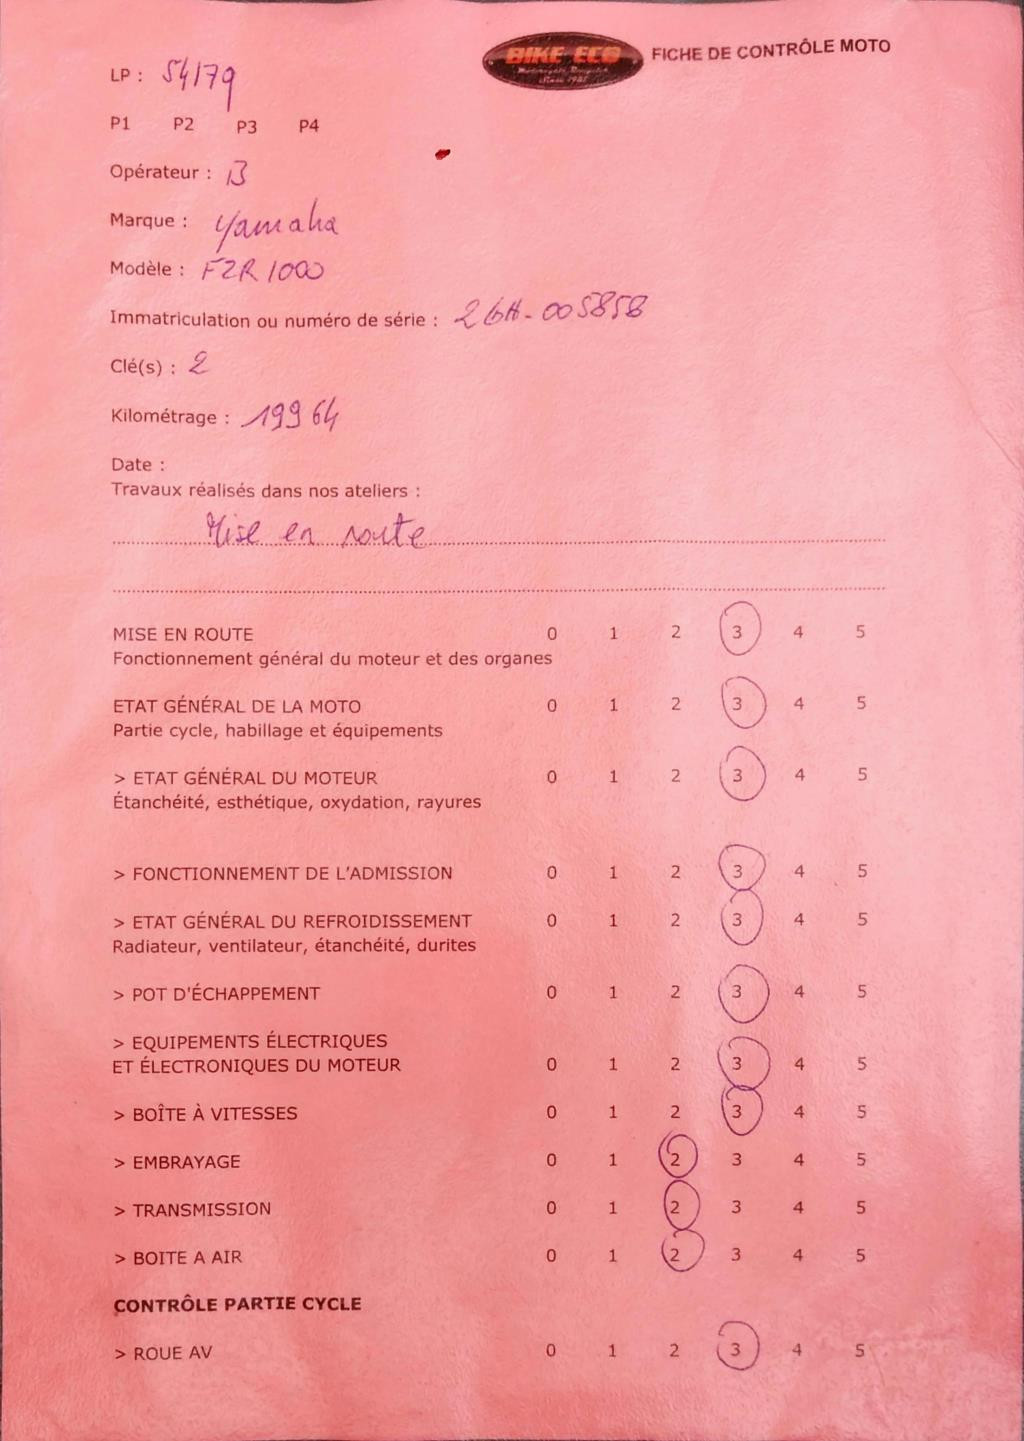 BIKE ECO
Since 1981
FICHE DE CONTRÔLE MOTO
LP : 54179
P1 P2 P3 P4
Opérateur : B
Marque : Yamaha
Modèle : FZR 1000
Immatriculation ou numéro de série : 2GH-005858
Clé(s) : 2
Kilométrage : 19964
Date :
Travaux réalisés dans nos ateliers :
Mise en route
MISE EN ROUTE 0 1 2 3 4 5
Fonctionnement général du moteur et des organes
ETAT GÉNÉRAL DE LA MOTO 0 1 2 3 4 5
Partie cycle, habillage et équipements
> ETAT GÉNÉRAL DU MOTEUR 0 1 2 3 4 5
Étanchéité, esthétique, oxydation, rayures
> FONCTIONNEMENT DE L'ADMISSION 0 1 2 3 4 5
> ETAT GÉNÉRAL DU REFROIDISSEMENT 0 1 2 3 4 5
Radiateur, ventilateur, étanchéité, durites
> POT D'ÉCHAPPEMENT 0 1 2 3 4 5
> EQUIPEMENTS ÉLECTRIQUES
ET ÉLECTRONIQUES DU MOTEUR 0 1 2 3 4 5
> BOÎTE À VITESSES 0 1 2 3 4 5
> EMBRAYAGE 0 1 2 3 4 5
> TRANSMISSION 0 1 2 3 4 5
> BOITE A AIR 0 1 2 3 4 5
CONTRÔLE PARTIE CYCLE
> ROUE AV 0 1 2 3 4 5